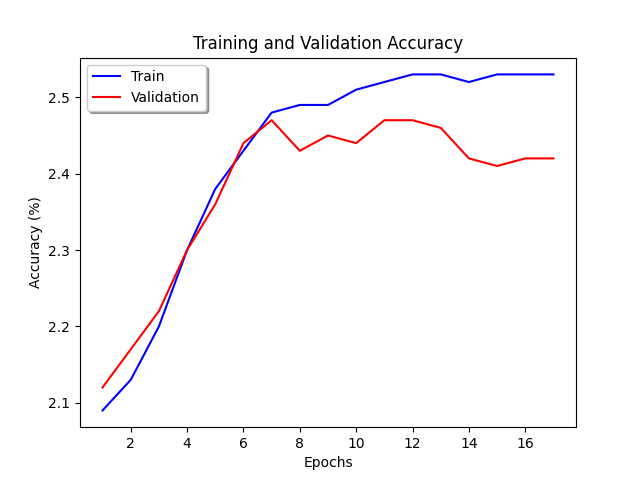 Training and Validation Accuracy
Train
Validation
Accuracy (%)
2.5
2.4
2.3
2.2
2.1
2 4 6 8 10 12 14 16
Epochs